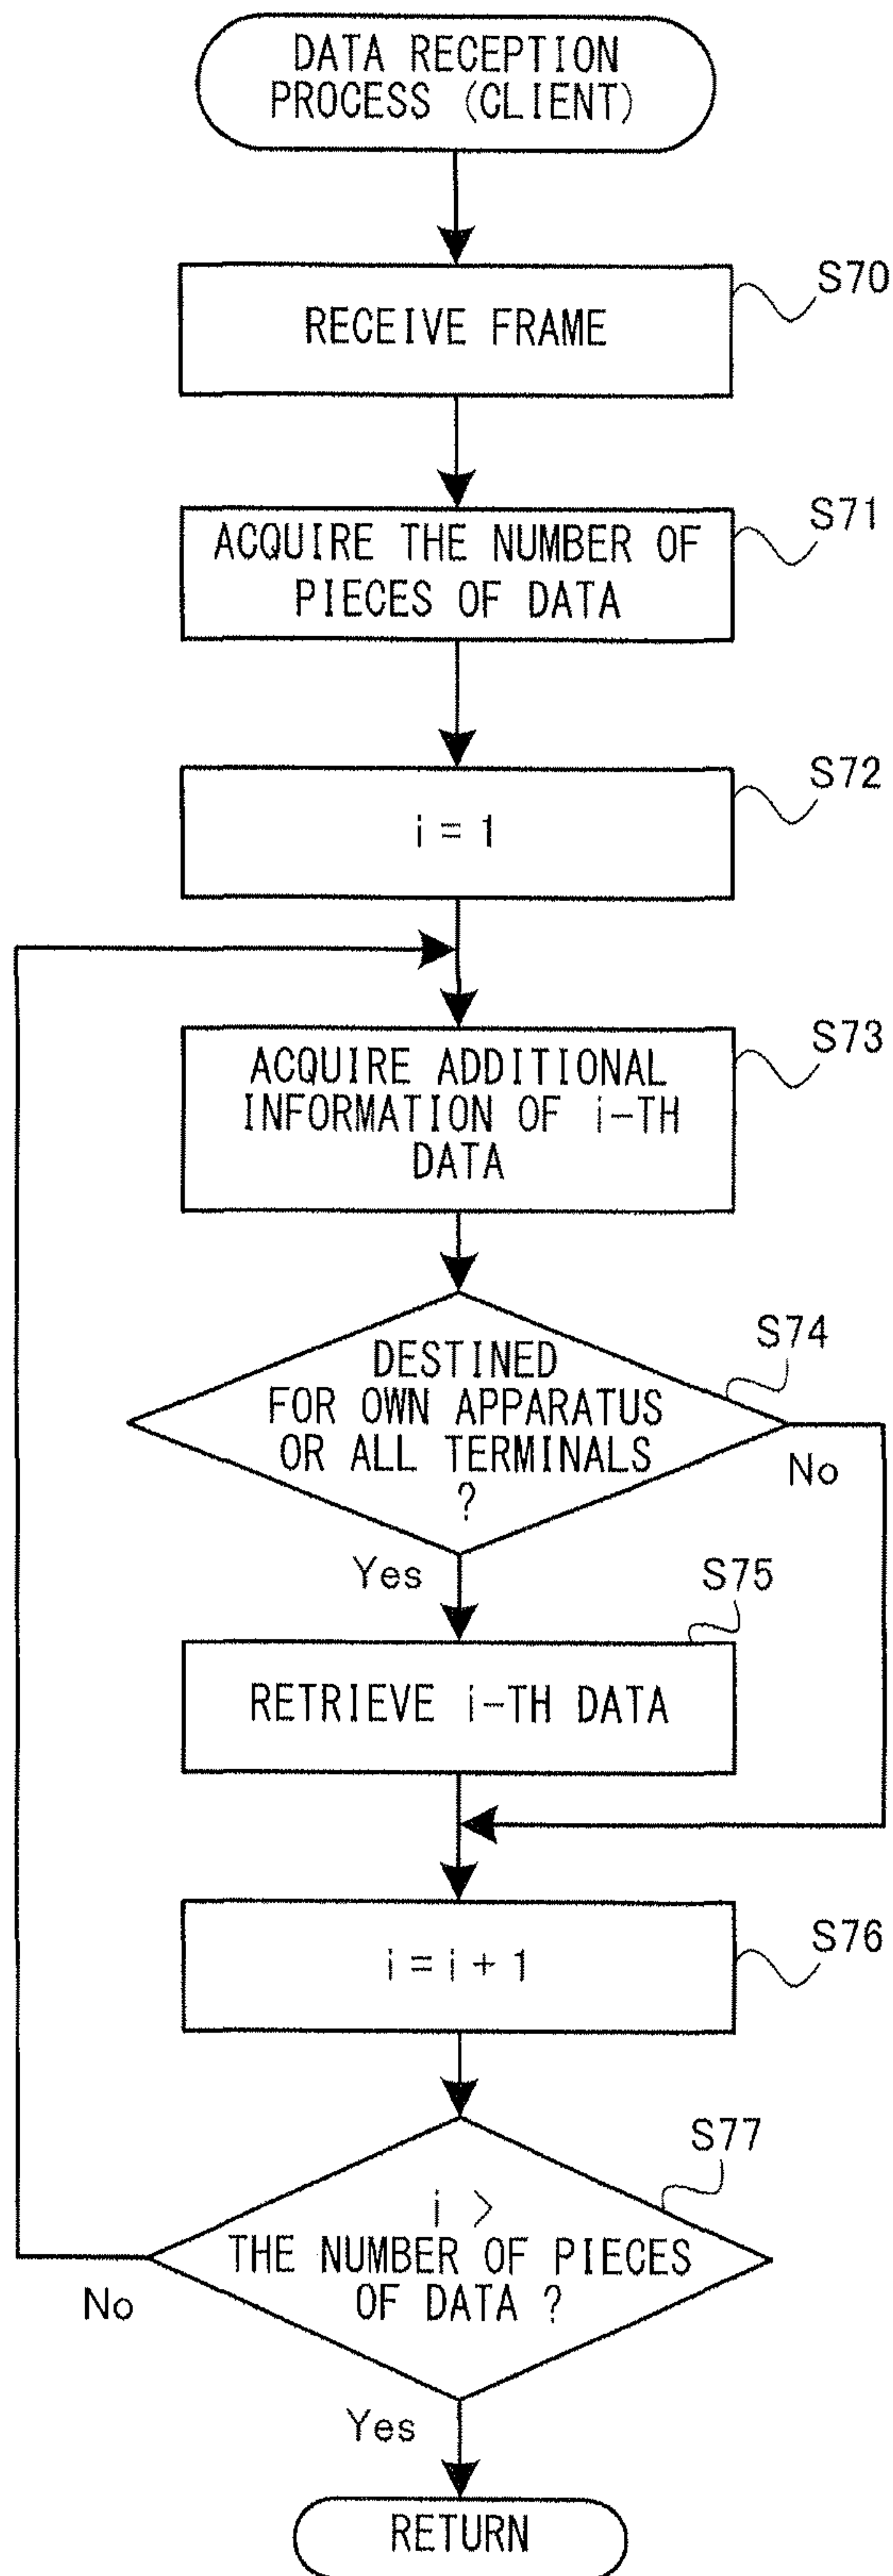 DATA RECEPTION
PROCESS (CLIENT)
S70
RECEIVE FRAME
S71
ACQUIRE THE NUMBER OF
PIECES OF DATA
S72
i = 1
S73
ACQUIRE ADDITIONAL
INFORMATION OF i-TH
DATA
S74
DESTINED
FOR OWN APPARATUS
OR ALL TERMINALS
?
No
Yes
S75
RETRIEVE i-TH DATA
S76
i = i + 1
S77
i >
THE NUMBER OF PIECES
OF DATA ?
No
Yes
RETURN